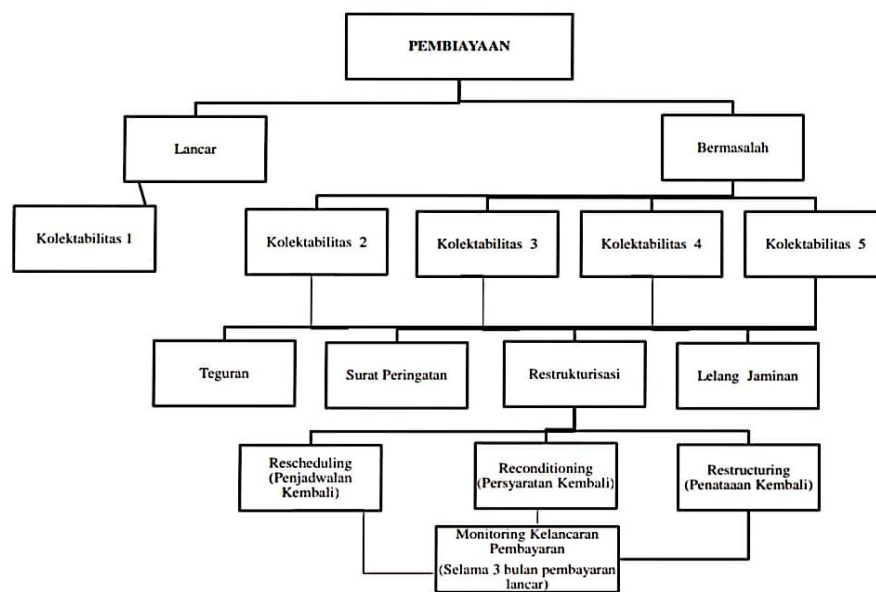 PEMBIAYAAN
Lancar
Bermasalah
Kolektabilitas 1
Kolektabilitas 2
Kolektabilitas 3
Kolektabilitas 4
Kolektabilitas 5
Teguran
Surat Peringatan
Restrukturisasi
Lelang Jaminan
Rescheduling
(Penjadwalan
Kembali)
Reconditioning
(Persyaratan Kembali)
Restructuring
(Penataaan Kembali)
Monitoring Kelancaran
Pembayaran
(Selama 3 bulan pembayaran
lancar)